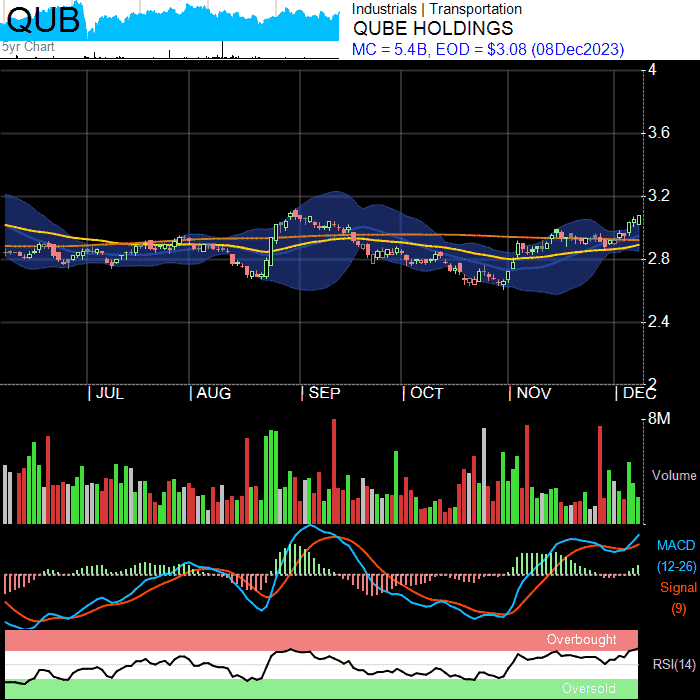 QUB
5yr Chart
Industrials | Transportation
QUBE HOLDINGS
MC = 5.4B, EOD = $3.08 (08Dec2023)
4
3.6
3.2
2.8
2.4
2
| JUL | AUG | SEP | OCT | NOV | DEC
8M
Volume
MACD
(12-26)
Signal
(9)
Overbought
RSI(14)
Oversold